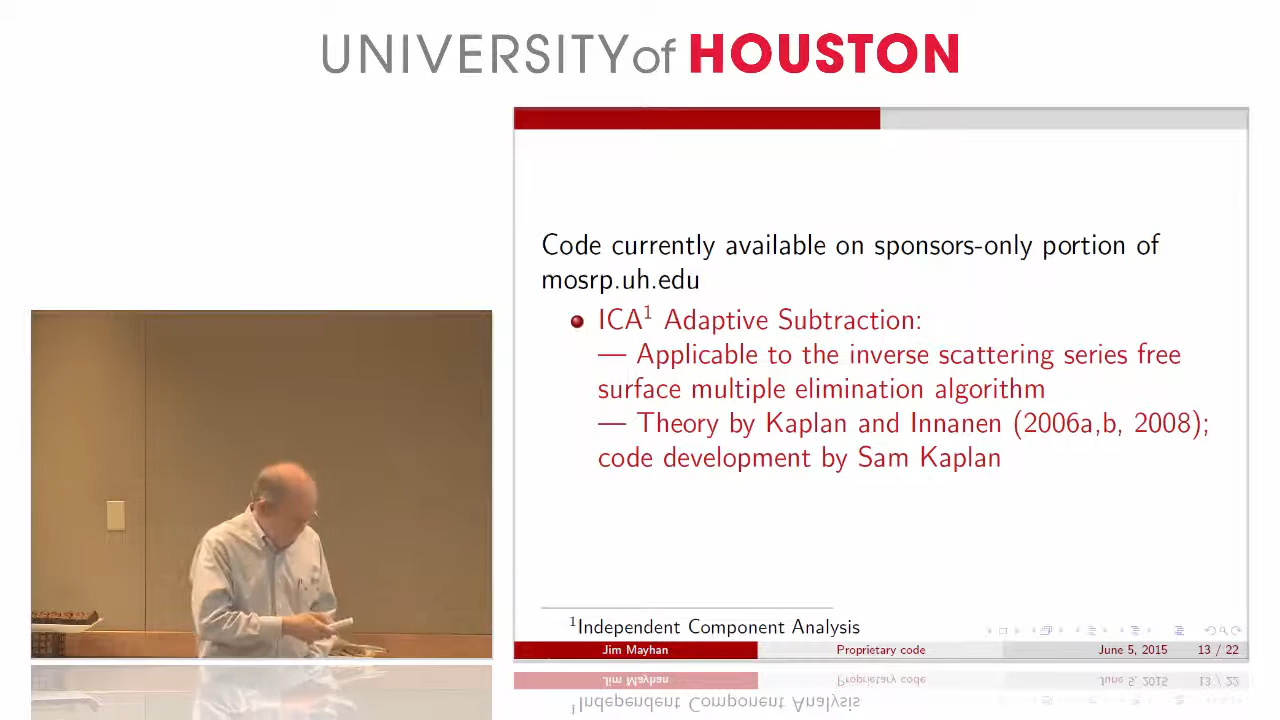 UNIVERSITY of HOUSTON
Code currently available on sponsors-only portion of
mosrp.uh.edu
ICA¹ Adaptive Subtraction:
— Applicable to the inverse scattering series free
surface multiple elimination algorithm
— Theory by Kaplan and Innanen (2006a,b, 2008);
code development by Sam Kaplan
¹Independent Component Analysis
Jim Mayhan Proprietary code June 5, 2015 13 / 22